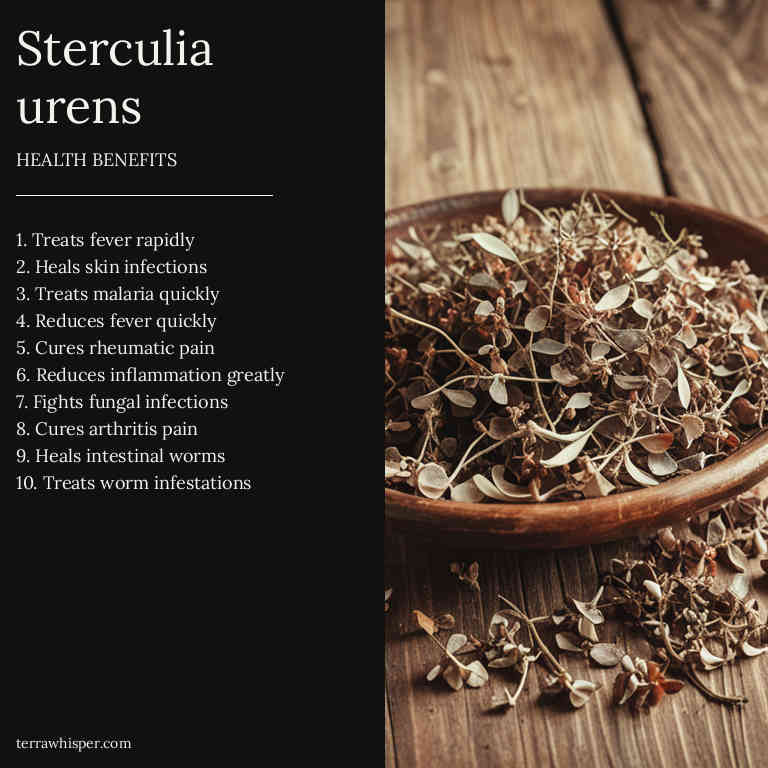 Sterculia
urens
HEALTH BENEFITS
1. Treats fever rapidly
2. Heals skin infections
3. Treats malaria quickly
4. Reduces fever quickly
5. Cures rheumatic pain
6. Reduces inflammation greatly
7. Fights fungal infections
8. Cures arthritis pain
9. Heals intestinal worms
10. Treats worm infestations
terrawhisper.com